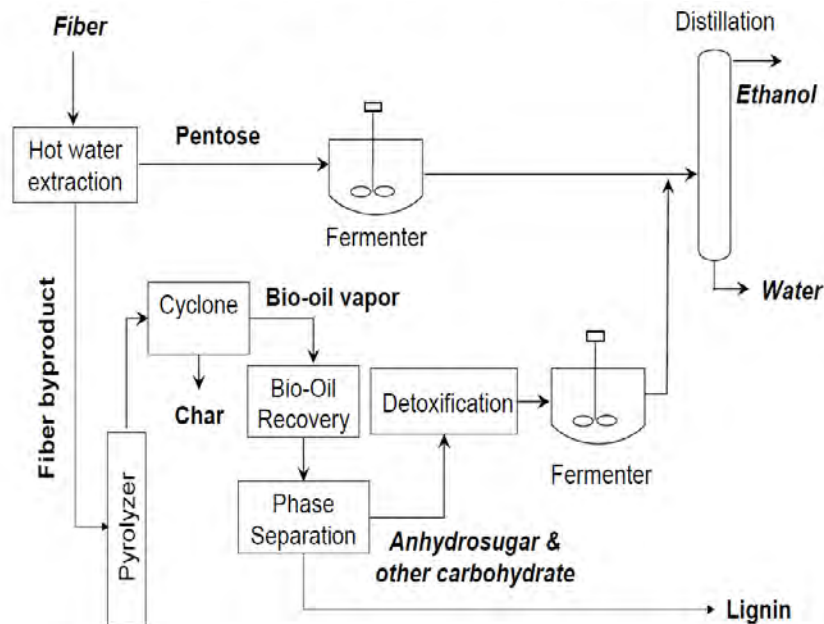 Fiber
Distillation
Ethanol
Hot water
extraction
Pentose
Fermenter
Water
Fiber byproduct
Cyclone
Bio-oil vapor
Char
Bio-Oil
Recovery
Detoxification
Fermenter
Pyrolyzer
Phase
Separation
Anhydrosugar &
other carbohydrate
Lignin